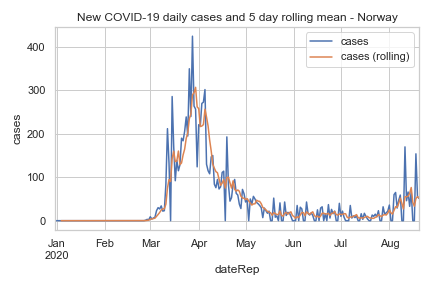 New COVID-19 daily cases and 5 day rolling mean - Norway
cases
cases (rolling)
400
300
200
100
0
cases
Jan Feb Mar Apr May Jun Jul Aug
2020
dateRep